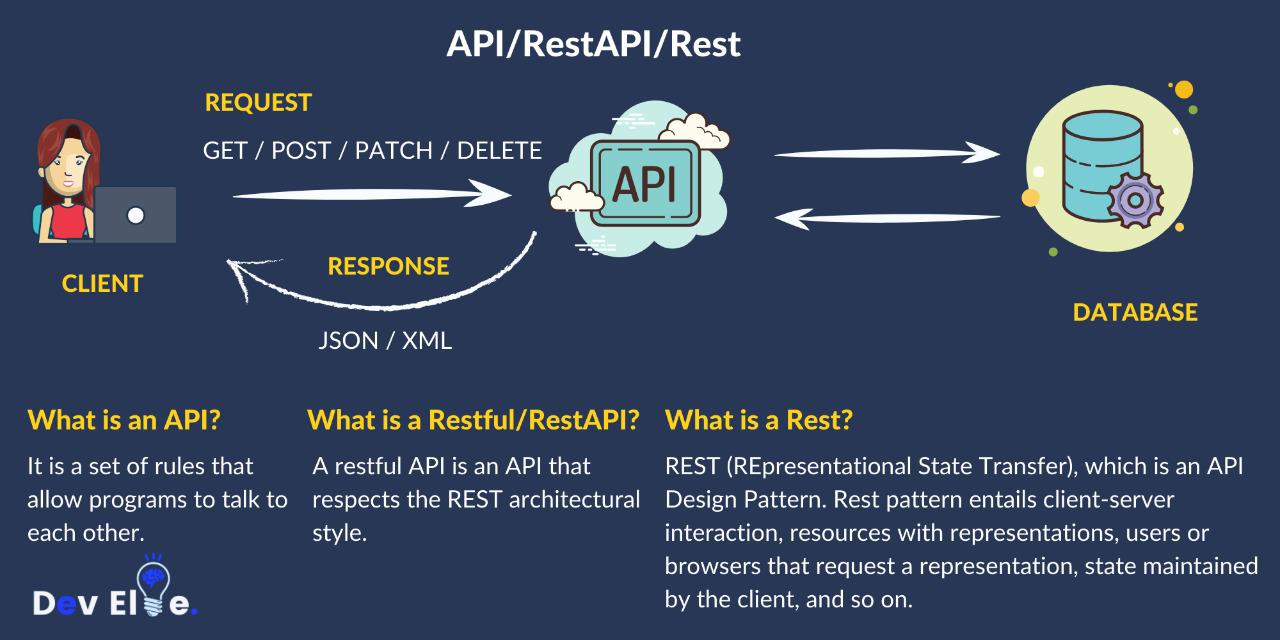 API/RestAPI/Rest
REQUEST
GET / POST / PATCH / DELETE
API
RESPONSE
CLIENT
JSON / XML
DATABASE
What is an API?
It is a set of rules that
allow programs to talk to
each other.
What is a Restful/RestAPI?
A restful API is an API that
respects the REST architectural
style.
What is a Rest?
REST (REpresentational State Transfer), which is an API
Design Pattern. Rest pattern entails client-server
interaction, resources with representations, users or
browsers that request a representation, state maintained
by the client, and so on.
Dev El e.